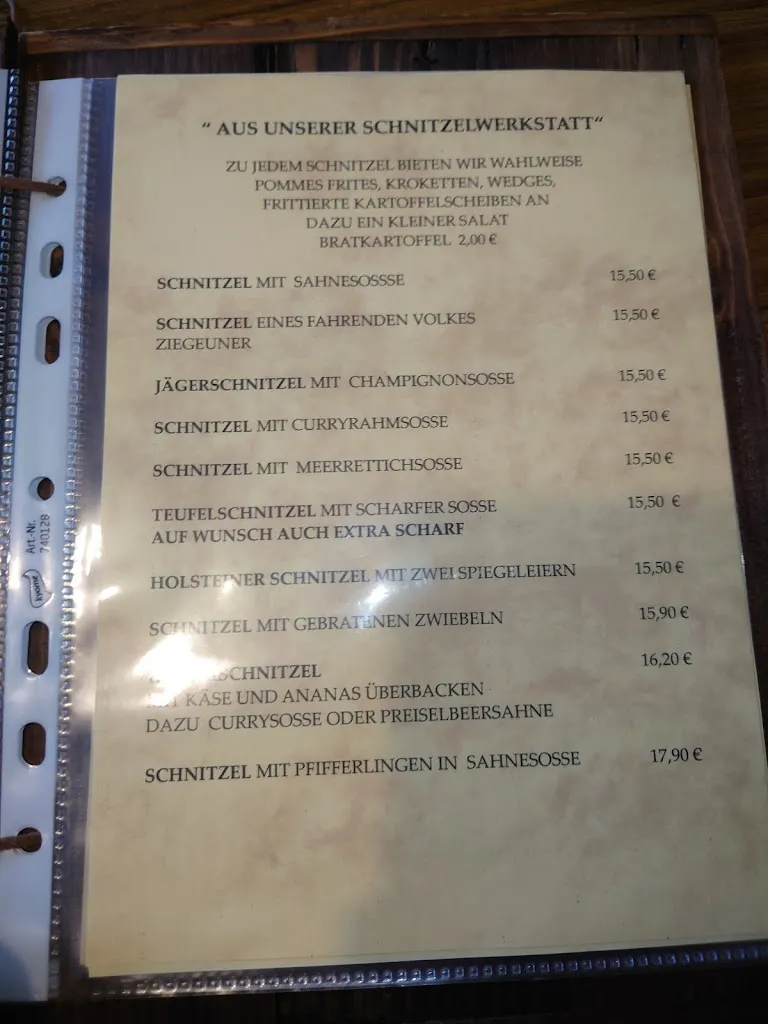 “ AUS UNSERER SCHNITZELWERKSTATT“
ZU JEDEM SCHNITZEL BIETEN WIR WAHLWEISE
POMMES FRITES, KROKETTEN, WEDGES,
FRITTIERTE KARTOFFELSCHEIBEN AN
DAZU EIN KLEINER SALAT
BRATKARTOFFEL 2,00 €
SCHNITZEL MIT SAHNESOSSSE 15,50 €
SCHNITZEL EINES FAHRENDEN VOLKES 15,50 €
ZIEGEUNER
JÄGERSCHNITZEL MIT CHAMPIGNONSOSSE 15,50 €
SCHNITZEL MIT CURRYRAHMSOSSE 15,50 €
SCHNITZEL MIT MEERRETTICHSOSSE 15,50 €
TEUFELSCHNITZEL MIT SCHARFER SOSSE 15,50 €
AUF WUNSCH AUCH EXTRA SCHARF
HOLSTEINER SCHNITZEL MIT ZWEI SPIEGELEIERN 15,50 €
SCHNITZEL MIT GEBRATENEN ZWIEBELN 15,90 €
SCHNITZEL 16,20 €
MIT KÄSE UND ANANAS ÜBERBACKEN
DAZU CURRYSOSSE ODER PREISELBEERSAHNE
SCHNITZEL MIT PFIFFERLINGEN IN SAHNESOSSE 17,90 €
Art.-Nr.
740128